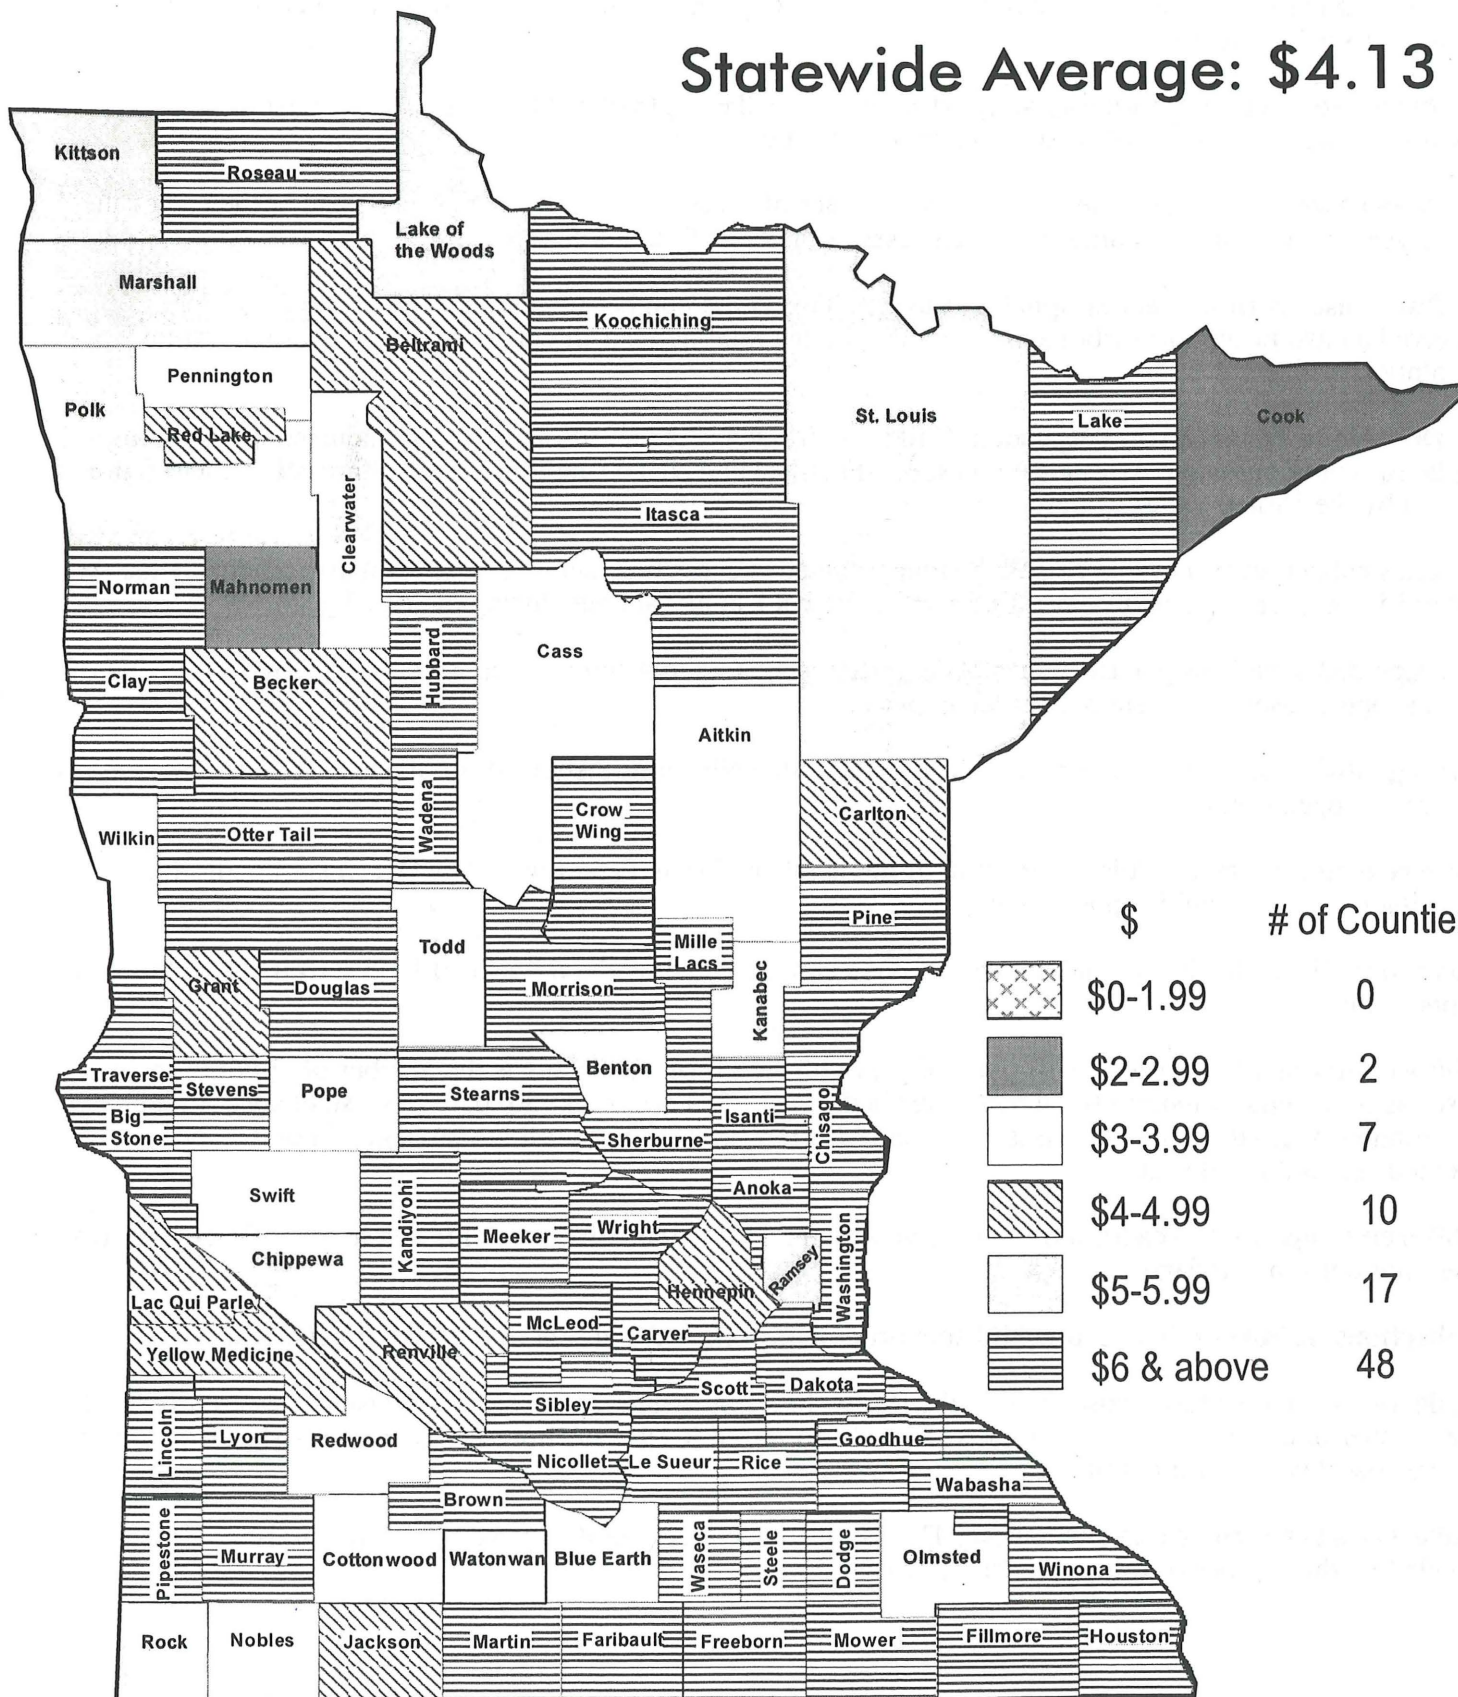 Statewide Average: $4.13
Kittson
Roseau
Lake of
the Woods
Marshall
Koochiching
Beltrami
Pennington
Polk
Red Lake
St. Louis
Lake
Cook
Clearwater
Itasca
Norman
Mahnomen
Hubbard
Cass
Clay
Becker
Aitkin
Wadena
Crow
Wing
Carlton
Wilkin
Otter Tail
Pine
Todd
Mille
Lacs
Kanabec
Grant
Douglas
Morrison
Traverse
Stevens
Pope
Stearns
Benton
Big
Stone
Isanti
Chisago
Sherburne
Swift
Kandiyohi
Anoka
Meeker
Wright
Washington
Chippewa
Hennepin
Ramsey
Lac Qui Parle
McLeod
Carver
Yellow Medicine
Renville
Scott
Dakota
Sibley
Lincoln
Lyon
Redwood
Goodhue
Nicollet
Le Sueur
Rice
Wabasha
Brown
Pipestone
Murray
Cottonwood
Watonwan
Blue Earth
Waseca
Steele
Dodge
Olmsted
Winona
Rock
Nobles
Jackson
Martin
Faribault
Freeborn
Mower
Fillmore
Houston
$ # of Countie
$0-1.99 0
$2-2.99 2
$3-3.99 7
$4-4.99 10
$5-5.99 17
$6 & above 48